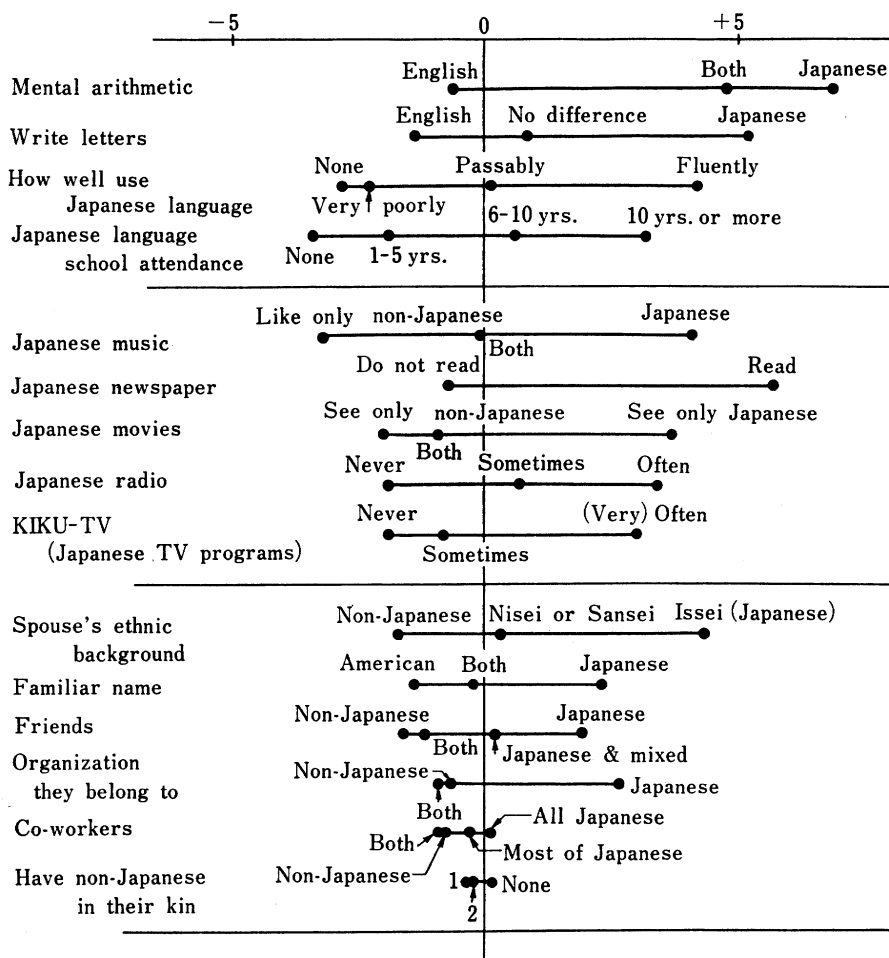 −5 0 +5
English Both Japanese
Mental arithmetic
English No difference Japanese
Write letters
None Passably Fluently
How well use
Japanese language Very poorly
6-10 yrs. 10 yrs. or more
Japanese language
school attendance None 1-5 yrs.
Like only non-Japanese Japanese
Japanese music Both
Do not read Read
Japanese newspaper
See only non-Japanese See only Japanese
Japanese movies
Both
Never Sometimes Often
Japanese radio
KIKU-TV Never (Very) Often
(Japanese TV programs) Sometimes
Non-Japanese Nisei or Sansei Issei (Japanese)
Spouse's ethnic
background
American Both Japanese
Familiar name
Non-Japanese Japanese
Friends
Both Japanese & mixed
Organization
Non-Japanese
they belong to Japanese
Both
All Japanese
Co-workers
Both Most of Japanese
Non-Japanese
Have non-Japanese 1 None
in their kin 2